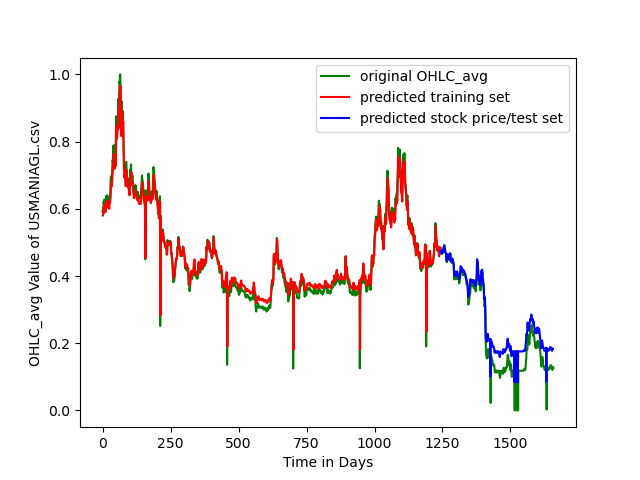 original OHLC_avg
predicted training set
predicted stock price/test set
1.0
0.8
0.6
0.4
0.2
0.0
OHLC_avg Value of USMANIAGL.csv
0 250 500 750 1000 1250 1500
Time in Days